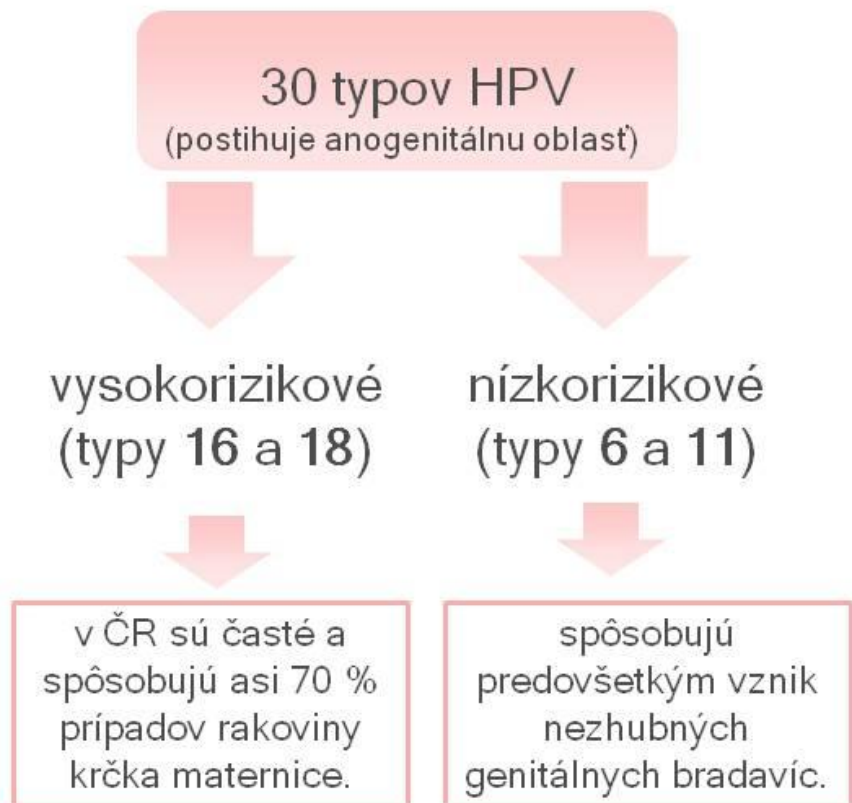 30 typov HPV
(postihuje anogenitálnu oblasť)
vysokorizikové
(typy 16 a 18)
nízkorizikové
(typy 6 a 11)
v ČR sú časté a
spôsobujú asi 70 %
prípadov rakoviny
krčka maternice.
spôsobujú
predovšetkým vznik
nezhubných
genitálnych bradavíc.